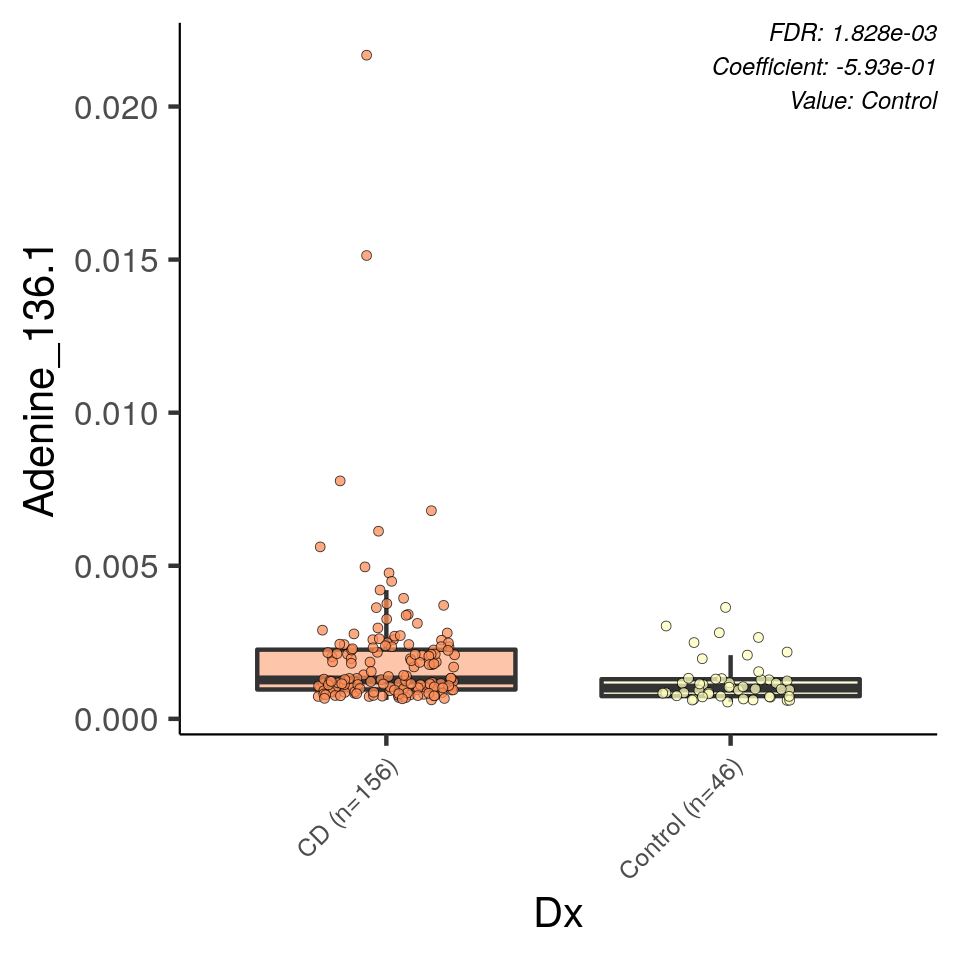 FDR: 1.828e-03
Coefficient: -5.93e-01
Value: Control
Adenine_136.1
0.020
0.015
0.010
0.005
0.000
CD (n=156)
Control (n=46)
Dx